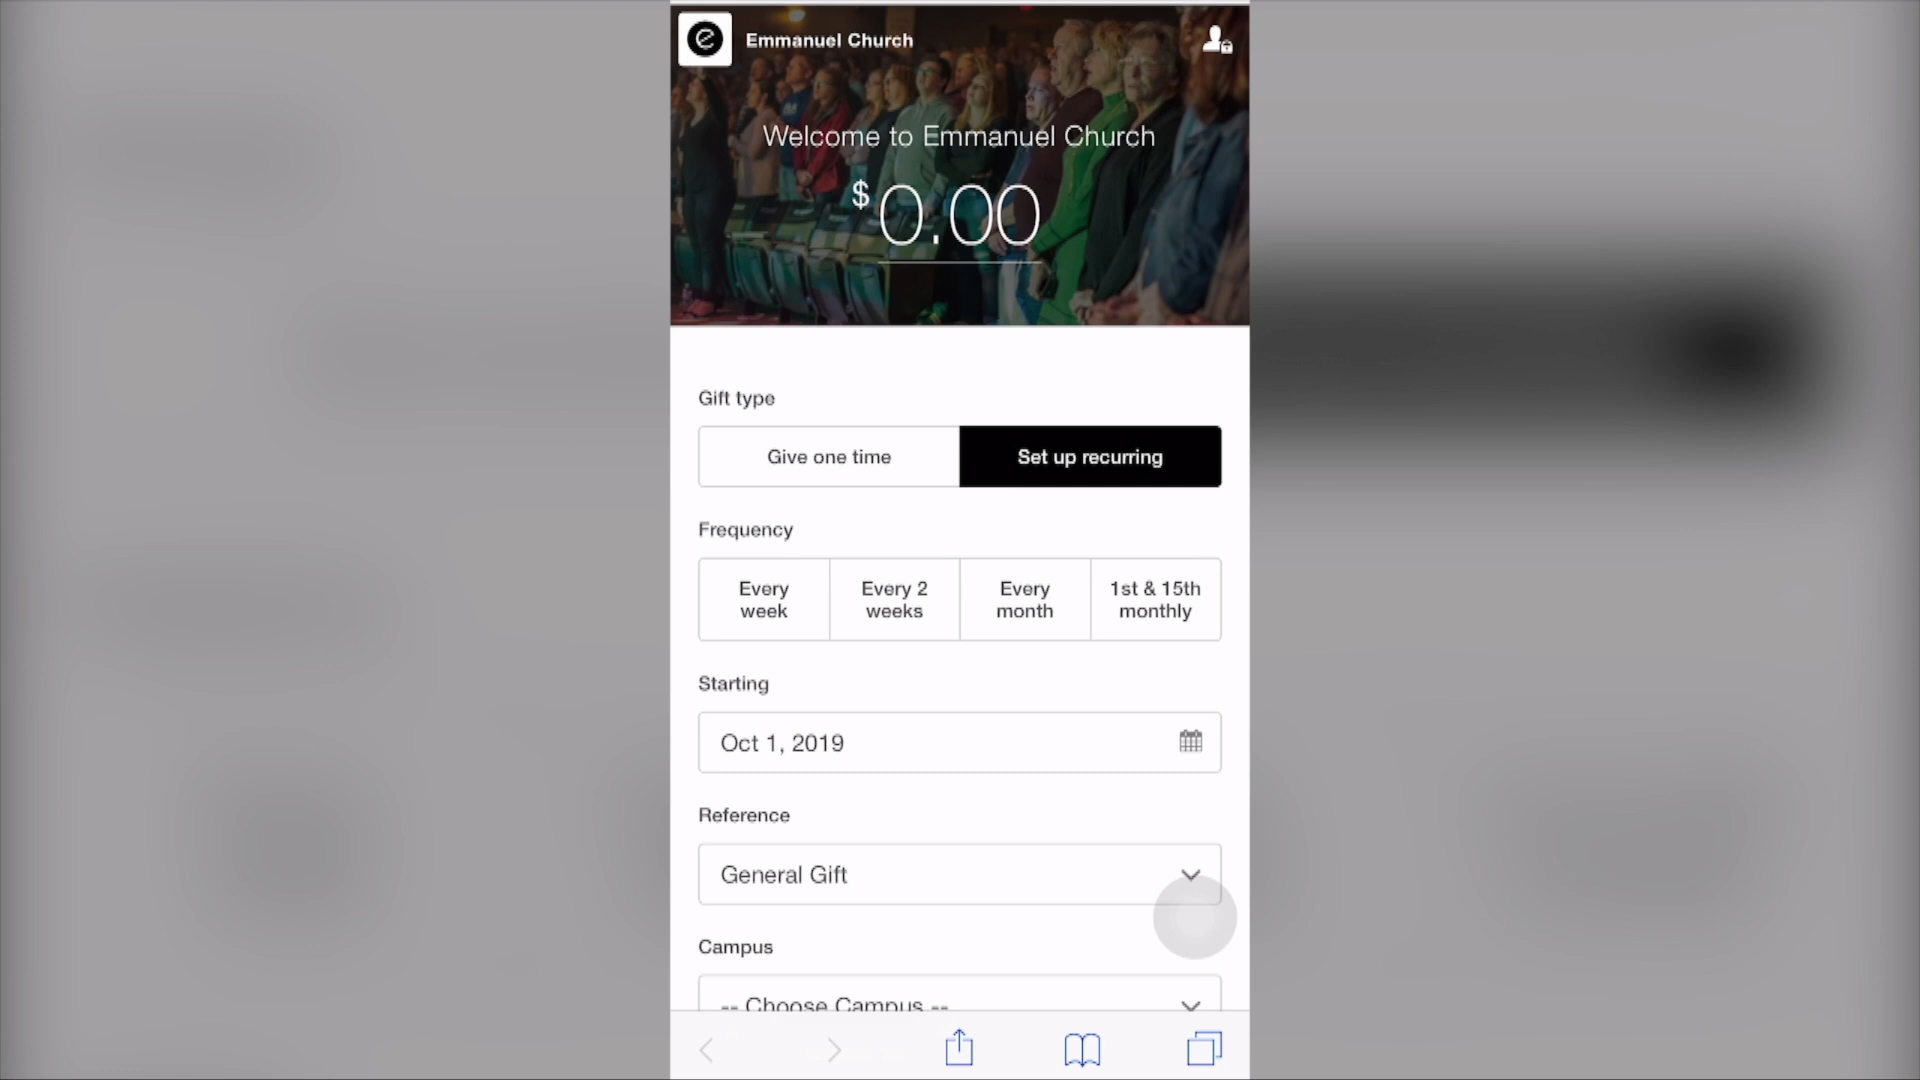 Emmanuel Church
Welcome to Emmanuel Church
$0.00
Gift type
Give one time
Set up recurring
Frequency
Every
week
Every 2
weeks
Every
month
1st & 15th
monthly
Starting
Oct 1, 2019
Reference
General Gift
Campus
-- Choose Campus --